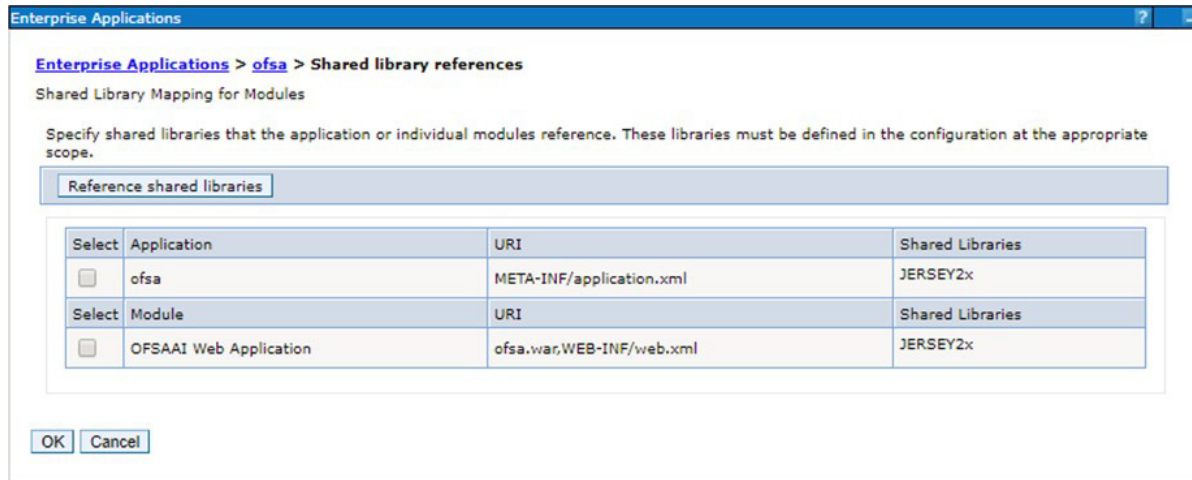 Enterprise Applications ?
Enterprise Applications > ofsa > Shared library references
Shared Library Mapping for Modules
Specify shared libraries that the application or individual modules reference. These libraries must be defined in the configuration at the appropriate
scope.
Reference shared libraries
Select Application URI Shared Libraries
ofsa META-INF/application.xml JERSEY2x
Select Module URI Shared Libraries
OFSAAI Web Application ofsa.war,WEB-INF/web.xml JERSEY2x
OK Cancel